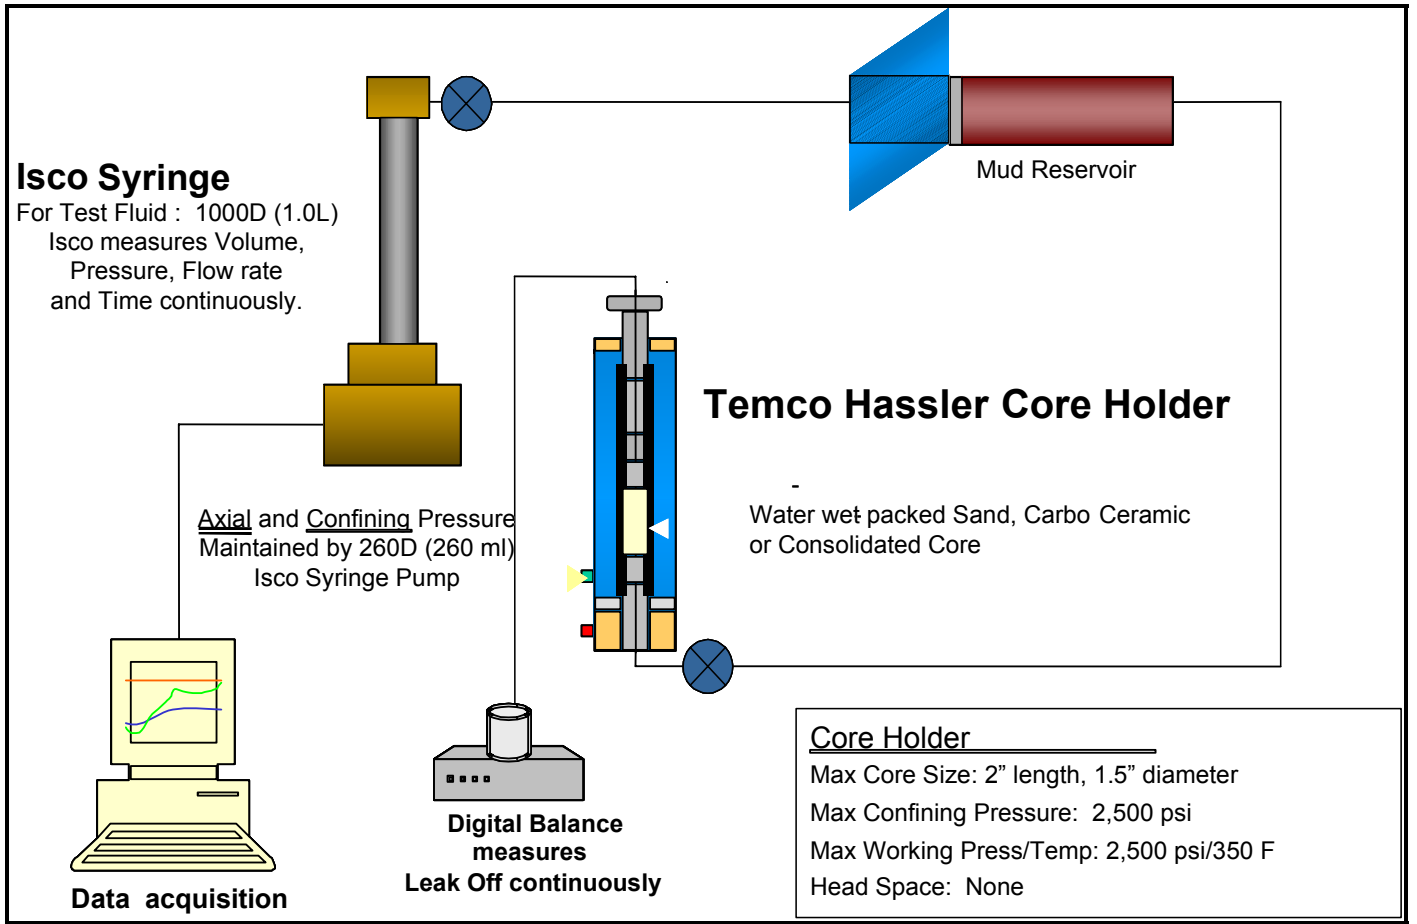 Isco Syringe
For Test Fluid : 1000D (1.0L)
Isco measures Volume,
Pressure, Flow rate
and Time continuously.
Mud Reservoir
Temco Hassler Core Holder
-
Water wet packed Sand, Carbo Ceramic
or Consolidated Core
Axial and Confining Pressure
Maintained by 260D (260 ml)
Isco Syringe Pump
Digital Balance
measures
Leak Off continuously
Data acquisition
Core Holder
Max Core Size: 2” length, 1.5” diameter
Max Confining Pressure: 2,500 psi
Max Working Press/Temp: 2,500 psi/350 F
Head Space: None